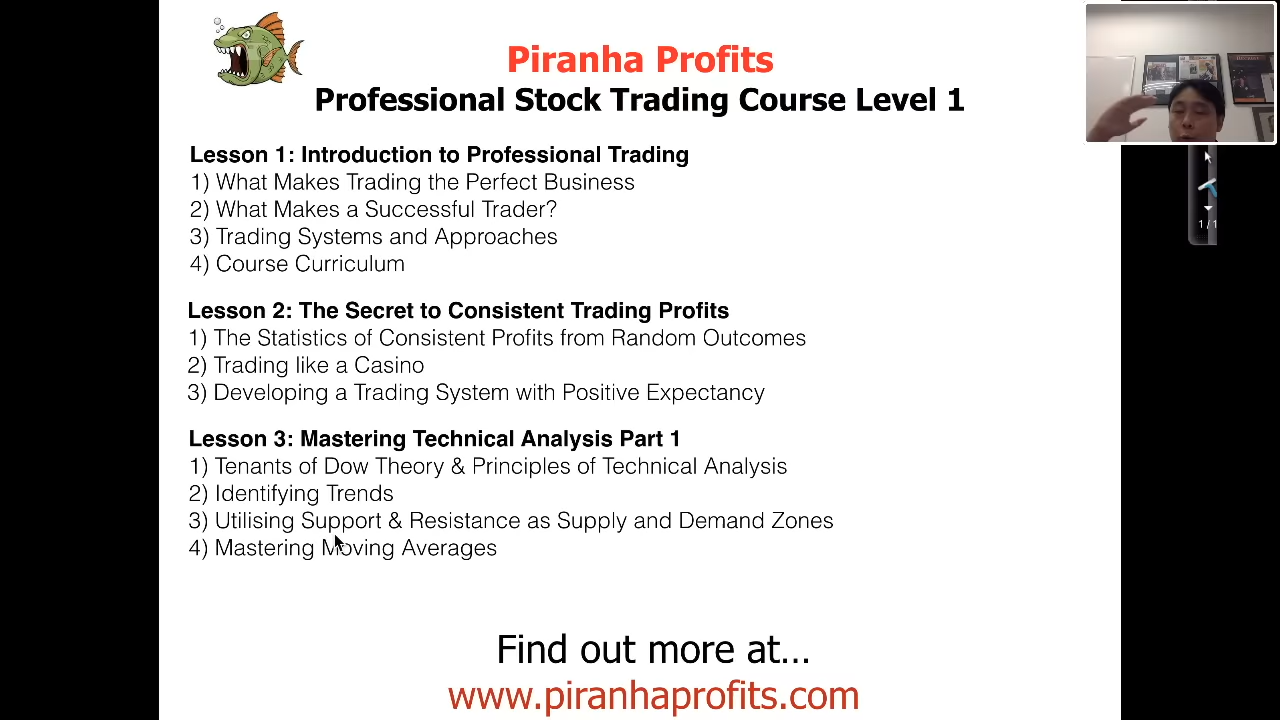 Piranha Profits
Professional Stock Trading Course Level 1
Lesson 1: Introduction to Professional Trading
1) What Makes Trading the Perfect Business
2) What Makes a Successful Trader?
3) Trading Systems and Approaches
4) Course Curriculum
Lesson 2: The Secret to Consistent Trading Profits
1) The Statistics of Consistent Profits from Random Outcomes
2) Trading like a Casino
3) Developing a Trading System with Positive Expectancy
Lesson 3: Mastering Technical Analysis Part 1
1) Tenants of Dow Theory & Principles of Technical Analysis
2) Identifying Trends
3) Utilising Support & Resistance as Supply and Demand Zones
4) Mastering Moving Averages
Find out more at...
www.piranhaprofits.com
1/1